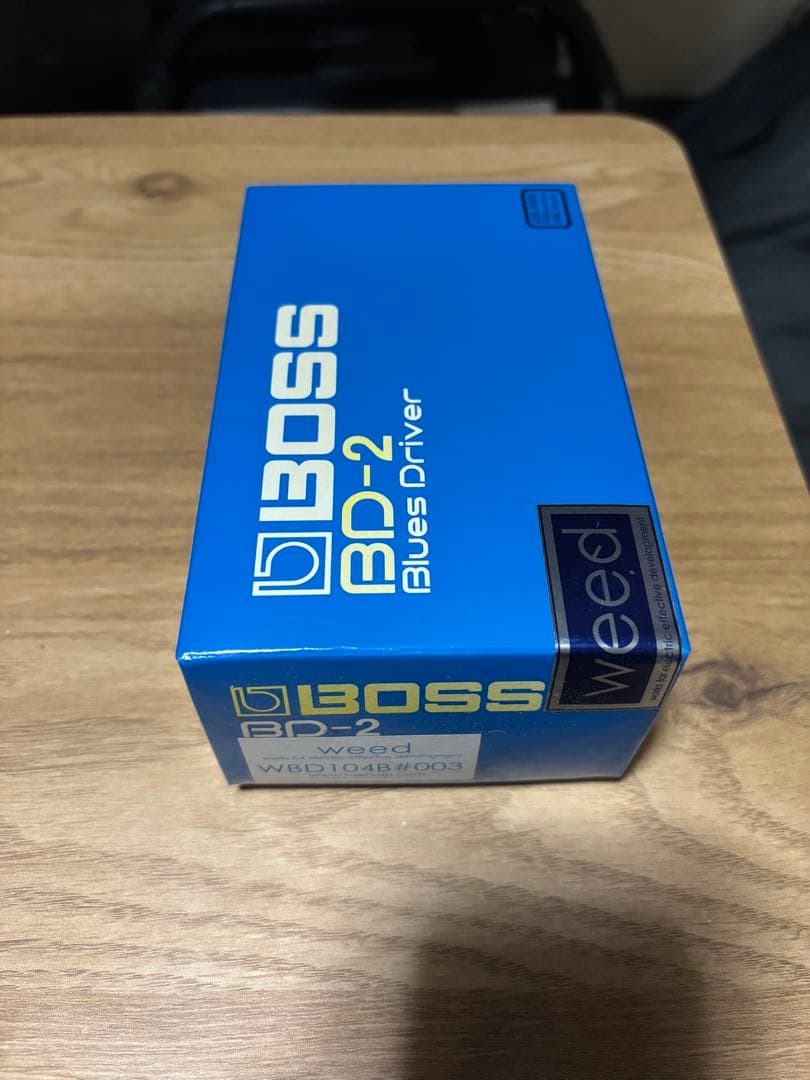 BOSS
BD-2
Blues Driver
weed
works for electric effective development
BOSS
BD-2
weed
works for electric effective development
WBD104B#003